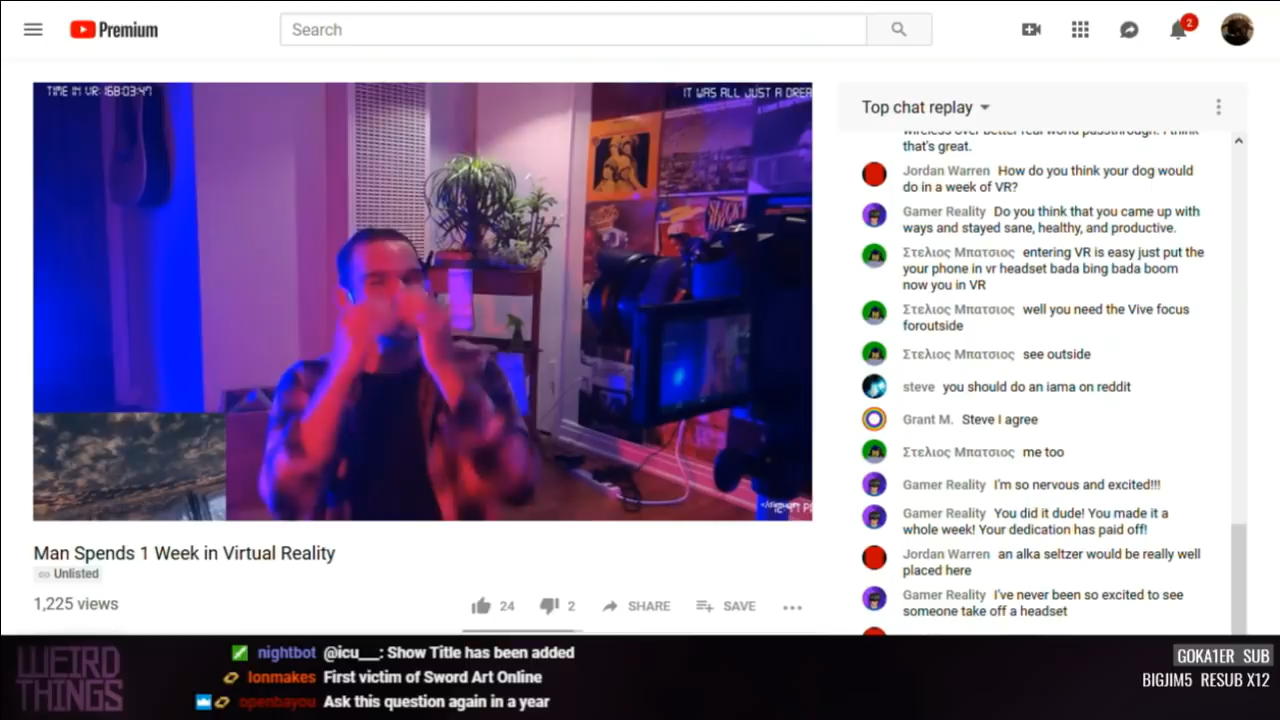 Premium
Search
2
TIME IN VR: 168:03:47
IT WAS ALL JUST A DREA
Top chat replay
that's great.
Jordan Warren How do you think your dog would
do in a week of VR?
Gamer Reality Do you think that you came up with
ways and stayed sane, healthy, and productive.
Στελιος Μπατσιος entering VR is easy just put the
your phone in vr headset bada bing bada boom
now you in VR
Στελιος Μπατσιος well you need the Vive focus
foroutside
Στελιος Μπατσιος see outside
steve you should do an iama on reddit
Grant M. Steve I agree
Στελιος Μπατσιος me too
Gamer Reality I'm so nervous and excited!!!
Gamer Reality You did it dude! You made it a
whole week! Your dedication has paid off!
Jordan Warren an alka seltzer would be really well
placed here
Gamer Reality I've never been so excited to see
someone take off a headset
Man Spends 1 Week in Virtual Reality
Unlisted
1,225 views
24
2
SHARE
SAVE
WEIRD
THINGS
nightbot @icu__: Show Title has been added
lonmakes First victim of Sword Art Online
openbayou Ask this question again in a year
GOKA1ER SUB
BIGJIM5 RESUB X12